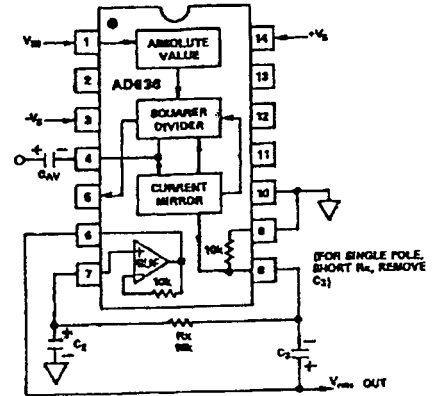 V_IN
1
ABSOLUTE
VALUE
14
+V_S
2
AD636
13
-V_S
3
SQUARER
DIVIDER
12
+ -
C_AV
4
11
5
CURRENT
MIRROR
10
6
9
10k
7
+
BUF
-
10k
8
(FOR SINGLE POLE,
SHORT Rx, REMOVE
C3)
+
C2
-
Rx
-
C3
+
V_rms OUT